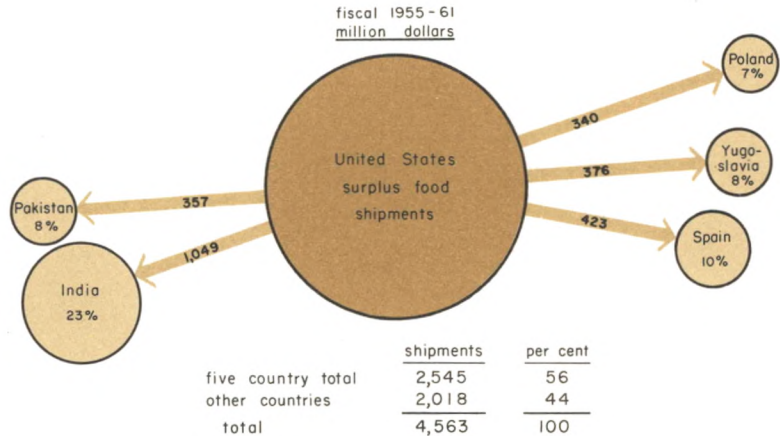 fiscal 1955-61
million dollars
Poland
7%
340
United States
surplus food
shipments
Yugo-
slavia
8%
376
Pakistan
8%
357
423
Spain
10%
1,049
India
23%
shipments per cent
five country total 2,545 56
other countries 2,018 44
total 4,563 100